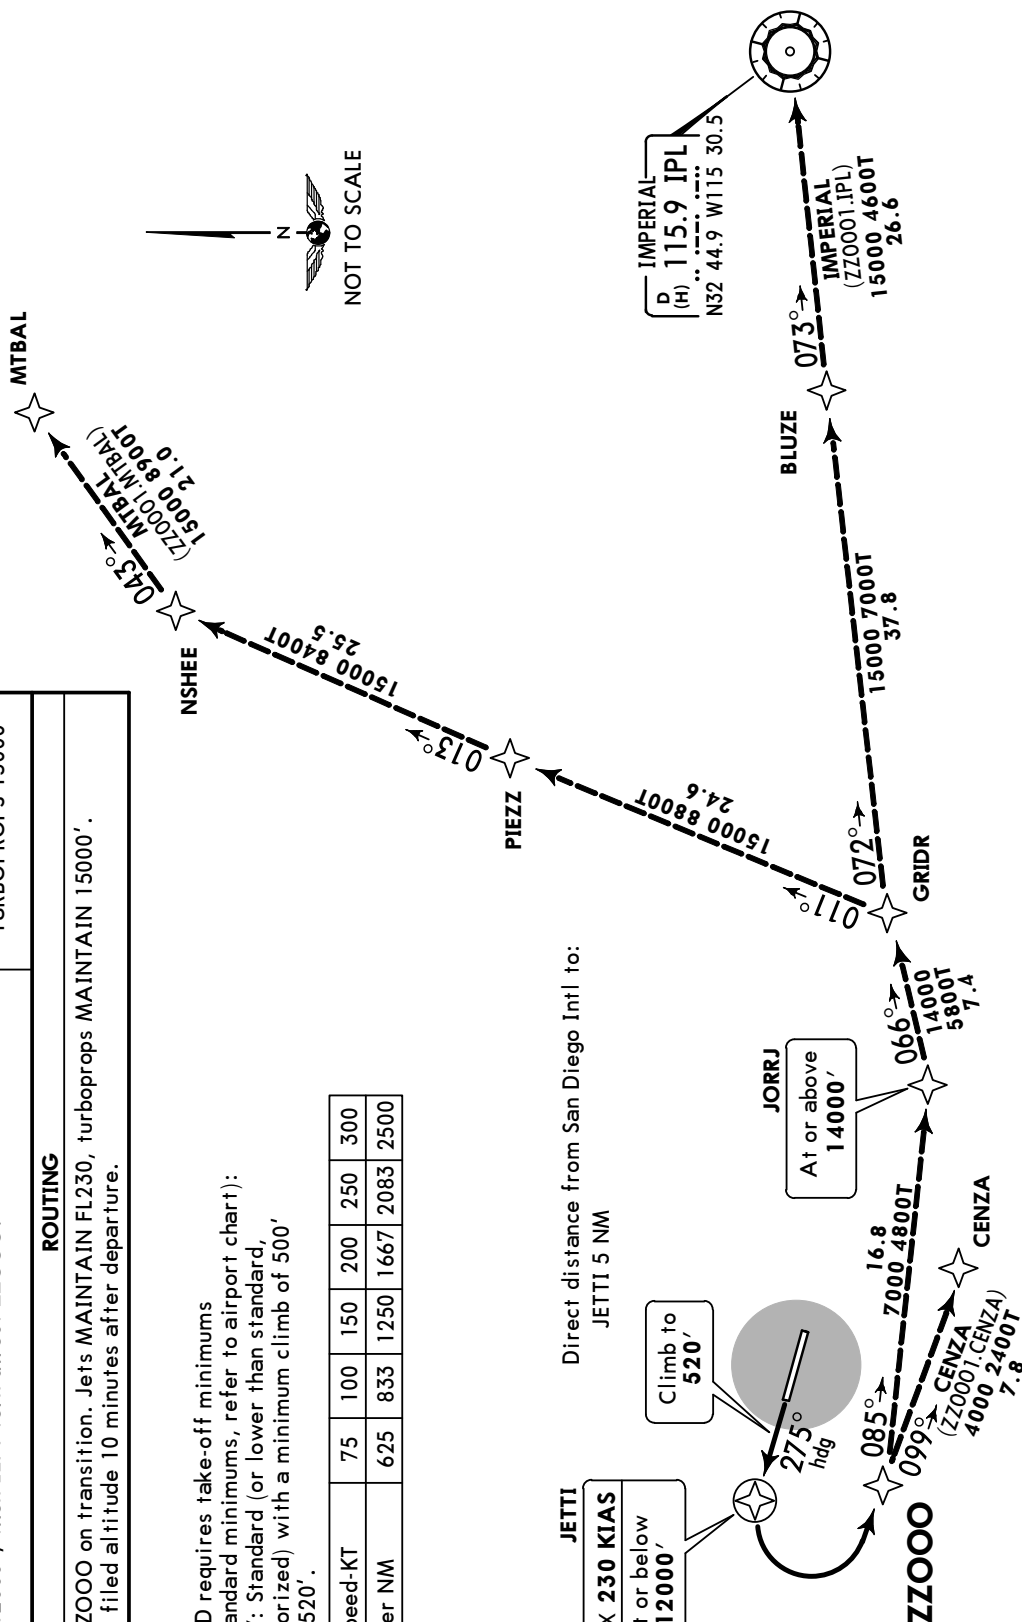 ROUTING
ZOOO on transition. Jets MAINTAIN FL230, turboprops MAINTAIN 15000'.
filed altitude 10 minutes after departure.
D requires take-off minimums
andard minimums, refer to airport chart):
': Standard (or lower than standard,
orized) with a minimum climb of 500'
520'.
peed-KT 75 100 150 200 250 300
er NM 625 833 1250 1667 2083 2500
MTBAL
043°
MTBAL
(ZZOOO1.MTBAL)
15000 8900T
21.0
NSHEE
N
NOT TO SCALE
013°
15000 8400T
25.5
PIEZZ
011°
15000 8800T
24.6
Direct distance from San Diego Intl to:
JETTI 5 NM
JETTI
X 230 KIAS
t or below
12000'
Climb to
520'
275°
hdg
ZZOOO
085°
16.8
7000 4800T
099°
CENZA
(ZZOOO1.CENZA)
4000 2400T
7.8
CENZA
JORRJ
At or above
14000'
066°
14000
5800T
7.4
GRIDR
072°
15000 7000T
37.8
BLUZE
073°
IMPERIAL
(ZZOOO1.IPL)
15000 4600T
26.6
IMPERIAL
D
(H) 115.9 IPL
N32 44.9 W115 30.5